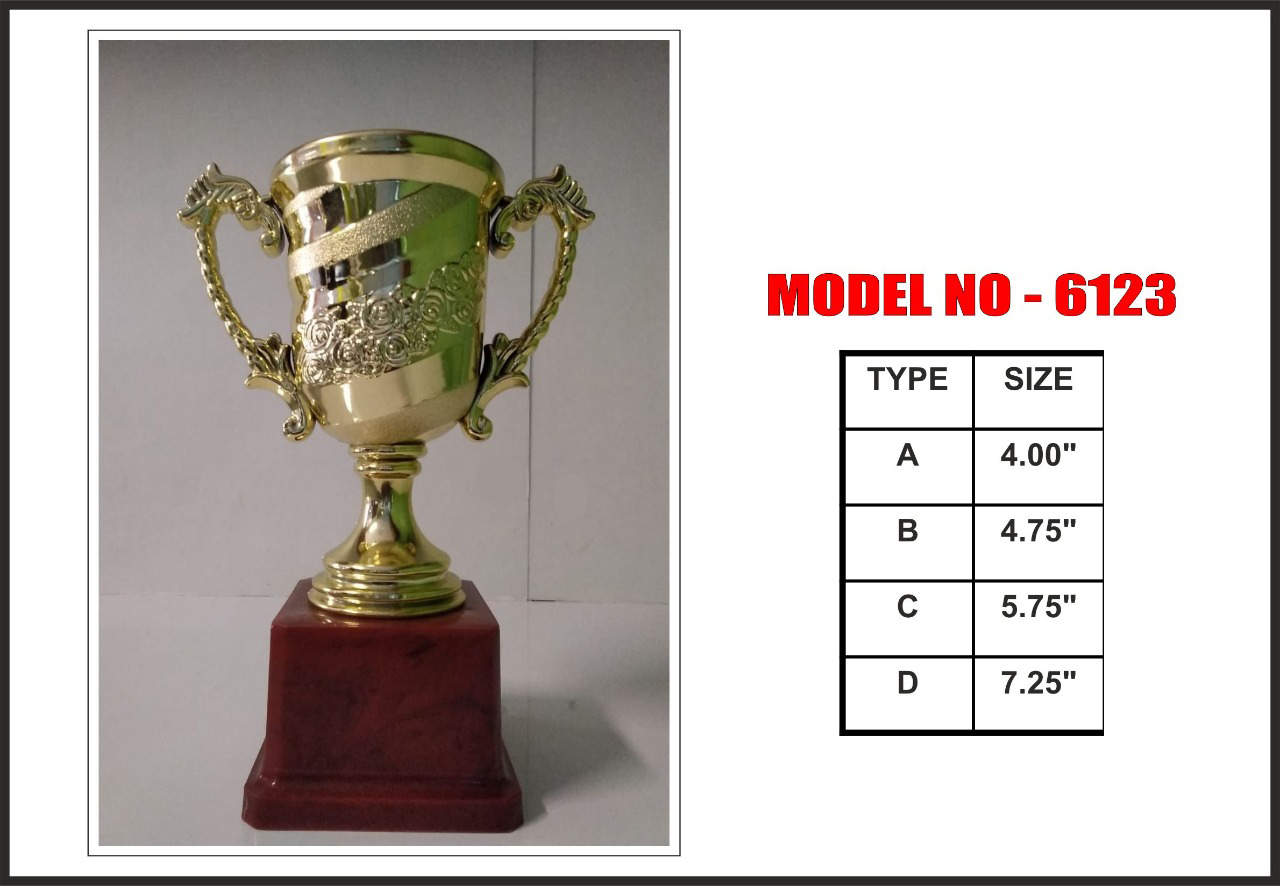 MODEL NO - 6123
TYPE SIZE
A 4.00"
B 4.75"
C 5.75"
D 7.25"